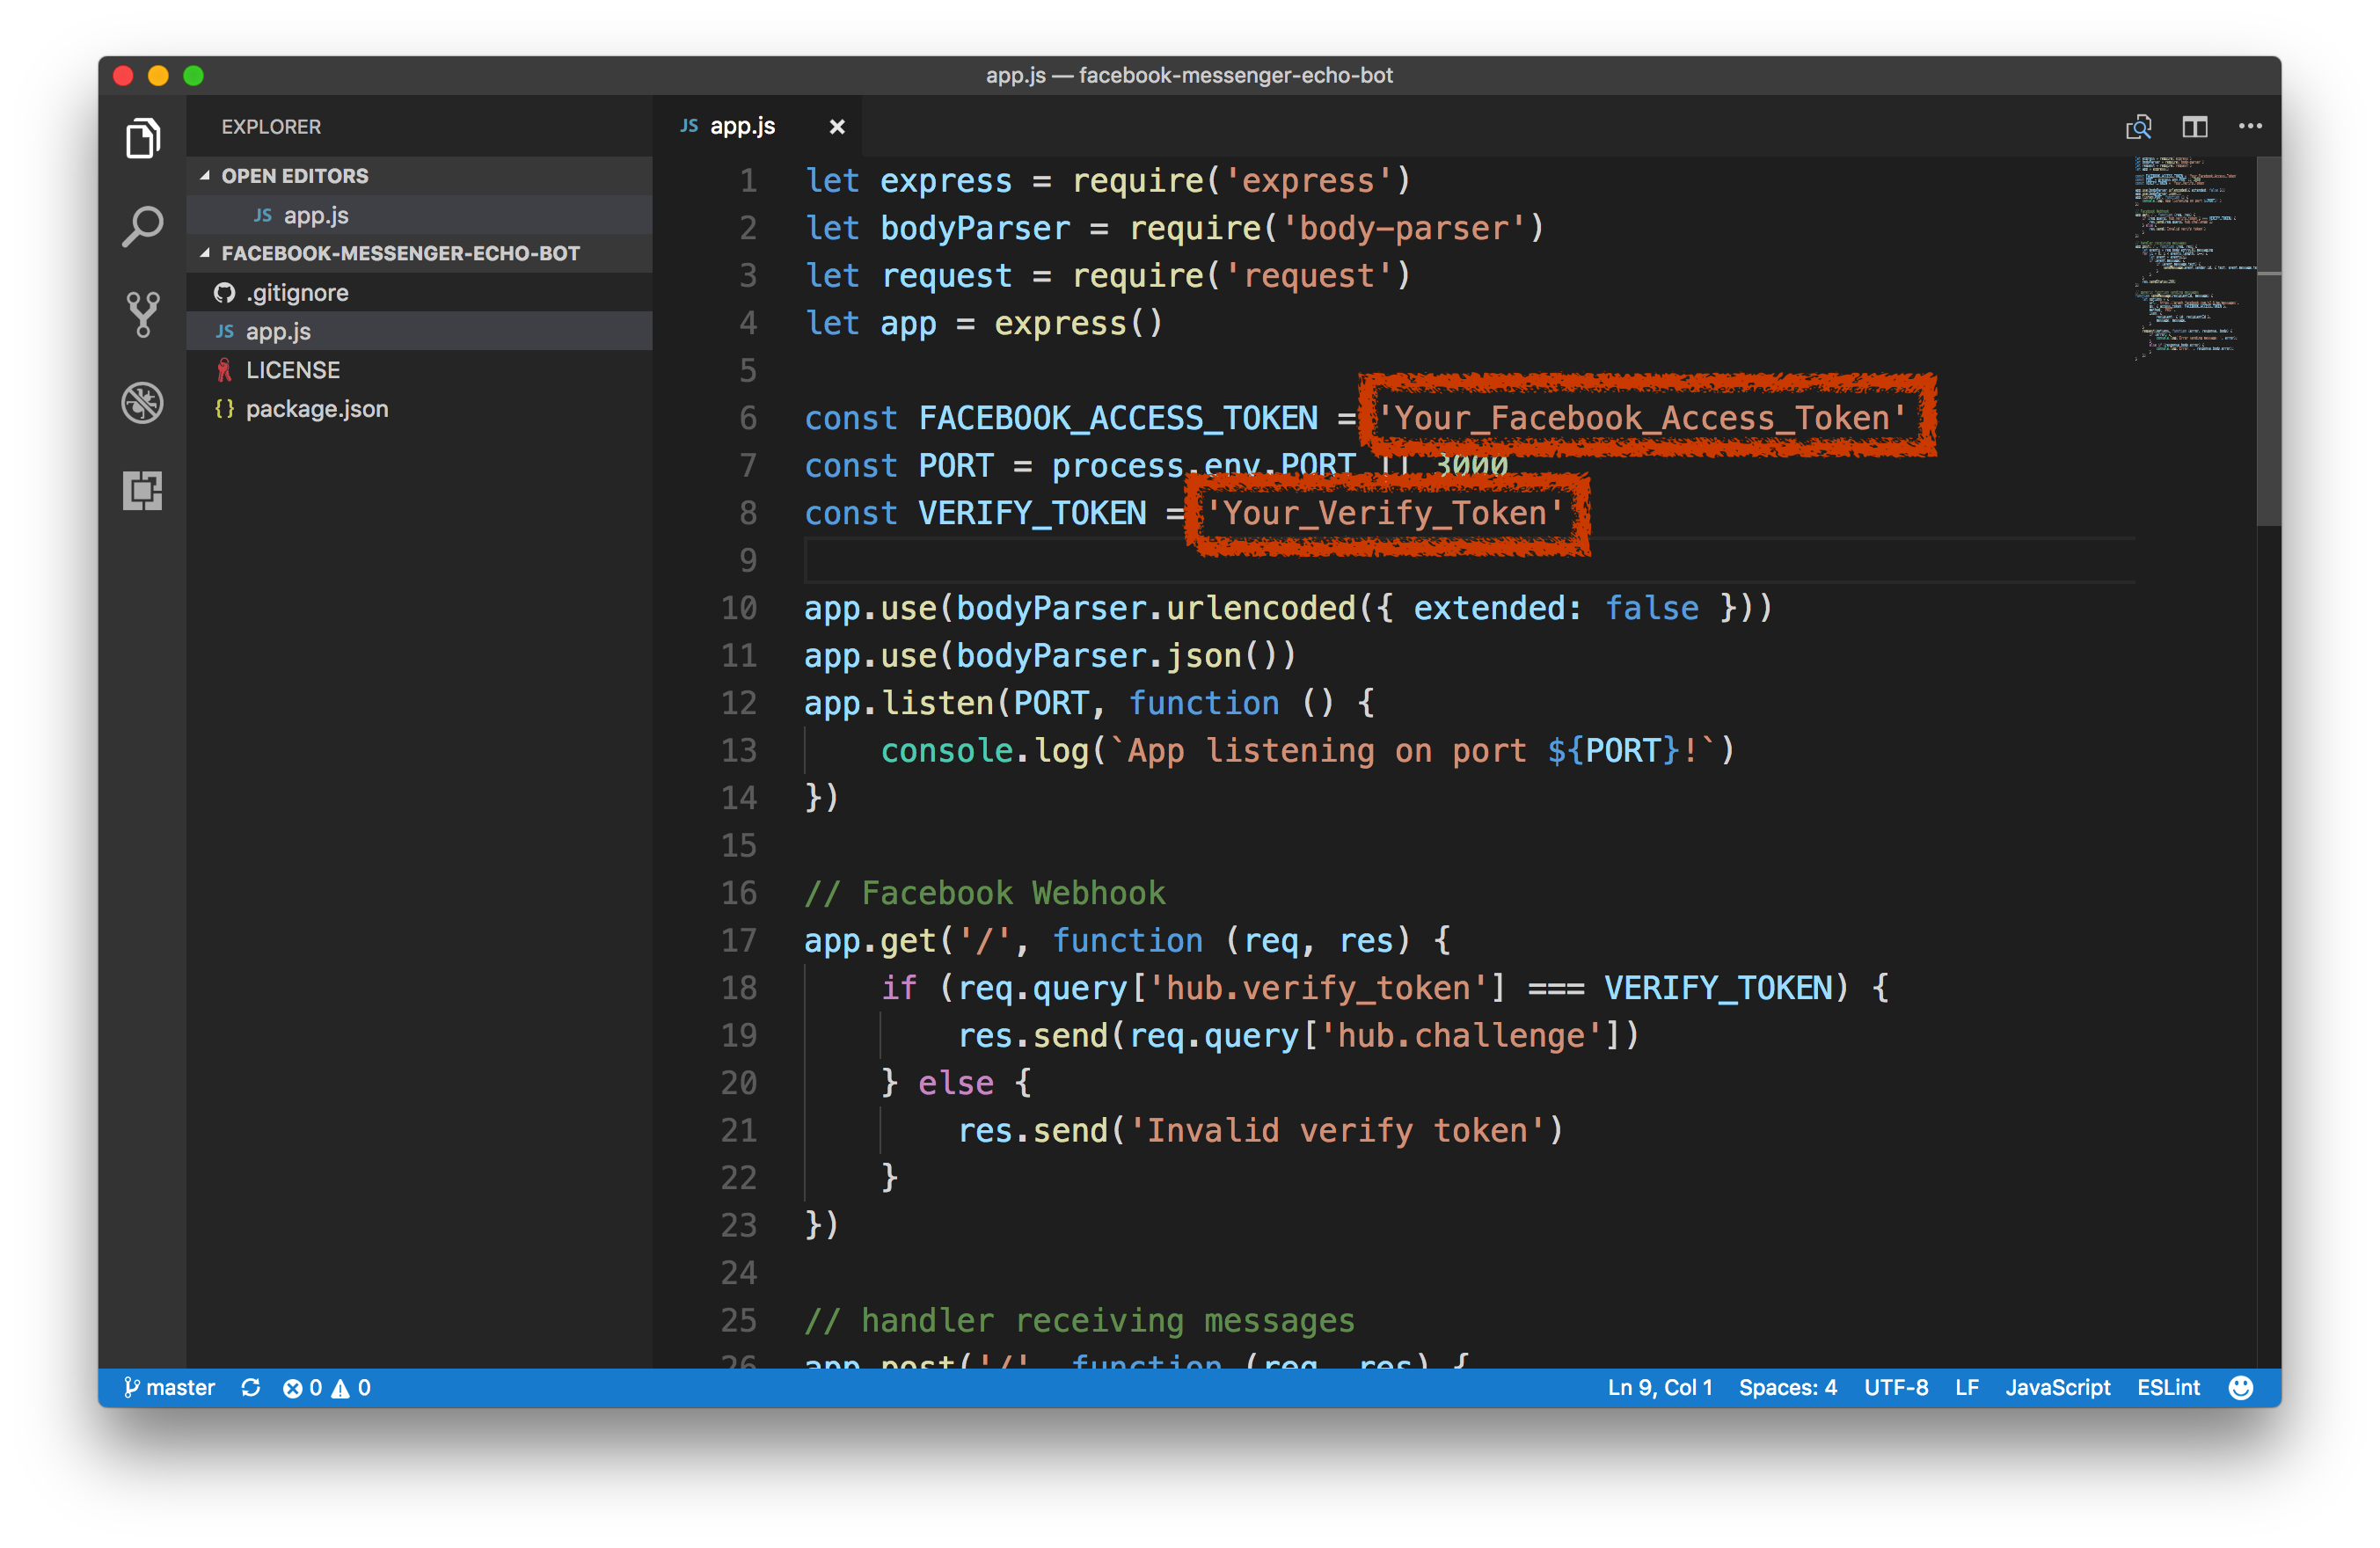 app.js — facebook-messenger-echo-bot
EXPLORER
OPEN EDITORS
JS app.js
FACEBOOK-MESSENGER-ECHO-BOT
.gitignore
JS app.js
LICENSE
{} package.json
JS app.js ×
1 let express = require('express')
2 let bodyParser = require('body-parser')
3 let request = require('request')
4 let app = express()
5
6 const FACEBOOK_ACCESS_TOKEN = 'Your_Facebook_Access_Token'
7 const PORT = process.env.PORT || 3000
8 const VERIFY_TOKEN = 'Your_Verify_Token'
9
10 app.use(bodyParser.urlencoded({ extended: false }))
11 app.use(bodyParser.json())
12 app.listen(PORT, function () {
13     console.log(`App listening on port ${PORT}!`)
14 })
15
16 // Facebook Webhook
17 app.get('/', function (req, res) {
18     if (req.query['hub.verify_token'] === VERIFY_TOKEN) {
19         res.send(req.query['hub.challenge'])
20     } else {
21         res.send('Invalid verify token')
22     }
23 })
24
25 // handler receiving messages
26 app.post('/', function (req, res) {
master 0 0 Ln 9, Col 1 Spaces: 4 UTF-8 LF JavaScript ESLint